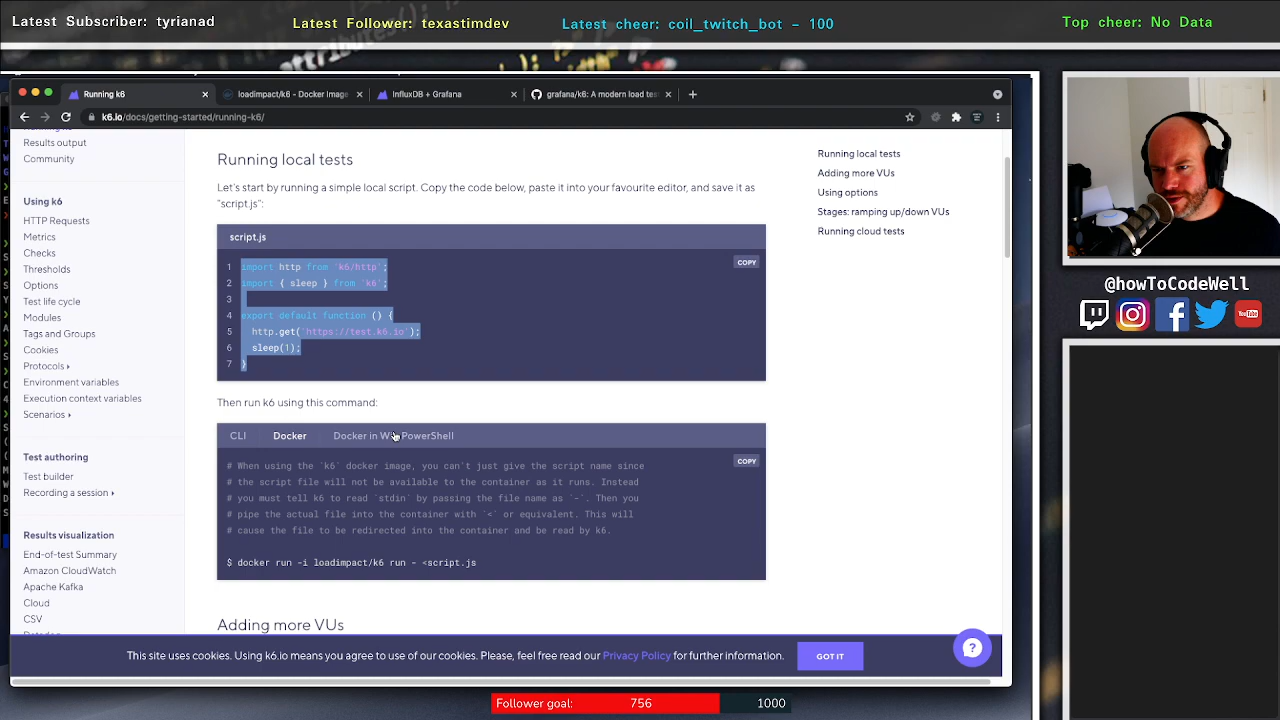 Latest Subscriber: tyrianad
Latest Follower: texastimdev
Latest cheer: coil_twitch_bot - 100
Top cheer: No Data
Running k6
loadimpact/k6 - Docker Image
InfluxDB + Grafana
grafana/k6: A modern load tes
k6.io/docs/getting-started/running-k6/
Results output
Community
Using k6
HTTP Requests
Metrics
Checks
Thresholds
Options
Test life cycle
Modules
Tags and Groups
Cookies
Protocols
Environment variables
Execution context variables
Scenarios
Test authoring
Test builder
Recording a session
Results visualization
End-of-test Summary
Amazon CloudWatch
Apache Kafka
Cloud
CSV
Running local tests
Let's start by running a simple local script. Copy the code below, paste it into your favourite editor, and save it as
"script.js":
script.js
COPY
1 import http from 'k6/http';
2 import { sleep } from 'k6';
3
4 export default function () {
5 http.get('https://test.k6.io');
6 sleep(1);
7 }
Then run k6 using this command:
CLI
Docker
Docker in W PowerShell
COPY
# When using the `k6` docker image, you can't just give the script name since
# the script file will not be available to the container as it runs. Instead
# you must tell k6 to read `stdin` by passing the file name as `-`. Then you
# pipe the actual file into the container with `<` or equivalent. This will
# cause the file to be redirected into the container and be read by k6.
$ docker run -i loadimpact/k6 run - <script.js
Adding more VUs
Running local tests
Adding more VUs
Using options
Stages: ramping up/down VUs
Running cloud tests
This site uses cookies. Using k6.io means you agree to use of our cookies. Please, feel free read our Privacy Policy for further information.
GOT IT
?
@howToCodeWell
You Tube
Follower goal:
756
1000